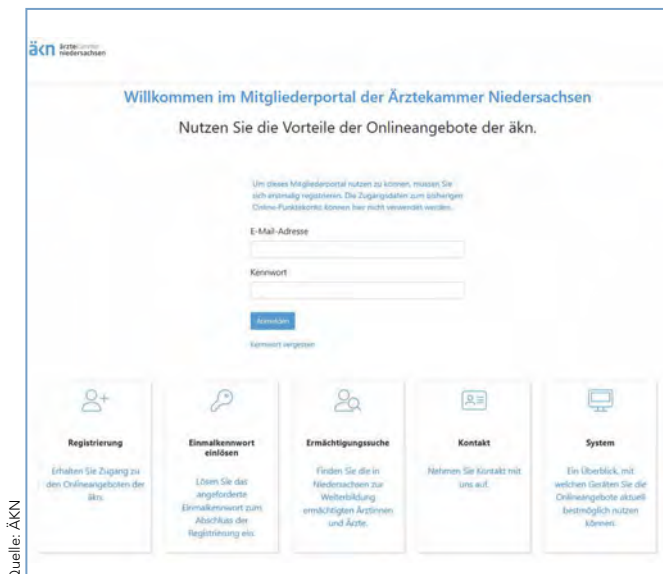 äkn ärztekammer
niedersachsen
Willkommen im Mitgliederportal der Ärztekammer Niedersachsen
Nutzen Sie die Vorteile der Onlineangebote der äkn.
Um dieses Mitgliederportal nutzen zu können, müssen Sie
sich erstmalig registrieren. Die Zugangsdaten zum bisherigen
Online-Punktekonto können hier nicht verwendet werden.
E-Mail-Adresse
Kennwort
Anmelden
Kennwort vergessen
Registrierung
Erhalten Sie Zugang zu
den Onlineangeboten der
äkn.
Einmalkennwort
einlösen
Lösen Sie das
angeforderte
Einmalkennwort zum
Abschluss der
Registrierung ein.
Ermächtigungssuche
Finden Sie die in
Niedersachsen zur
Weiterbildung
ermächtigten Ärztinnen
und Ärzte.
Kontakt
Nehmen Sie Kontakt mit
uns auf.
System
Ein Überblick, mit
welchen Geräten Sie die
Onlineangebote aktuell
bestmöglich nutzen
können.
Quelle: ÄKN